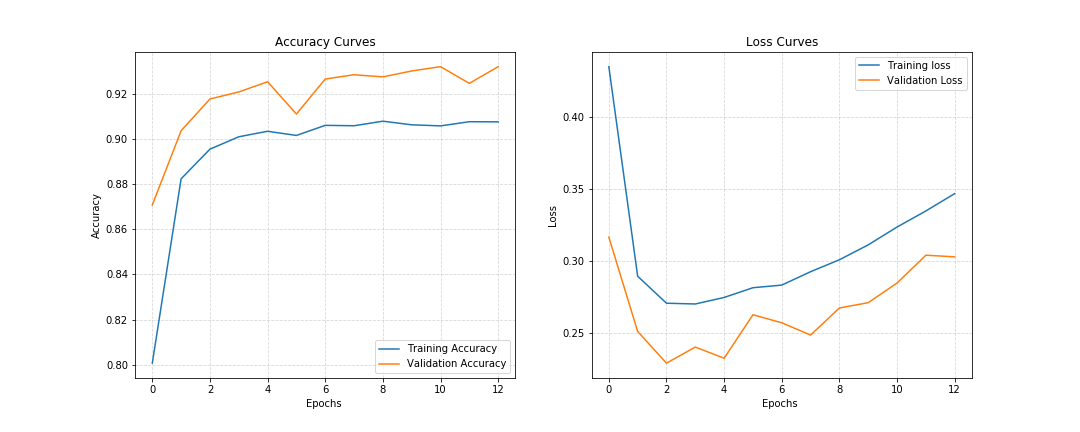 Accuracy Curves
Accuracy
0.92
0.90
0.88
0.86
0.84
0.82
0.80
0 2 4 6 8 10 12
Epochs
Training Accuracy
Validation Accuracy
Loss Curves
Loss
0.40
0.35
0.30
0.25
0 2 4 6 8 10 12
Epochs
Training loss
Validation Loss